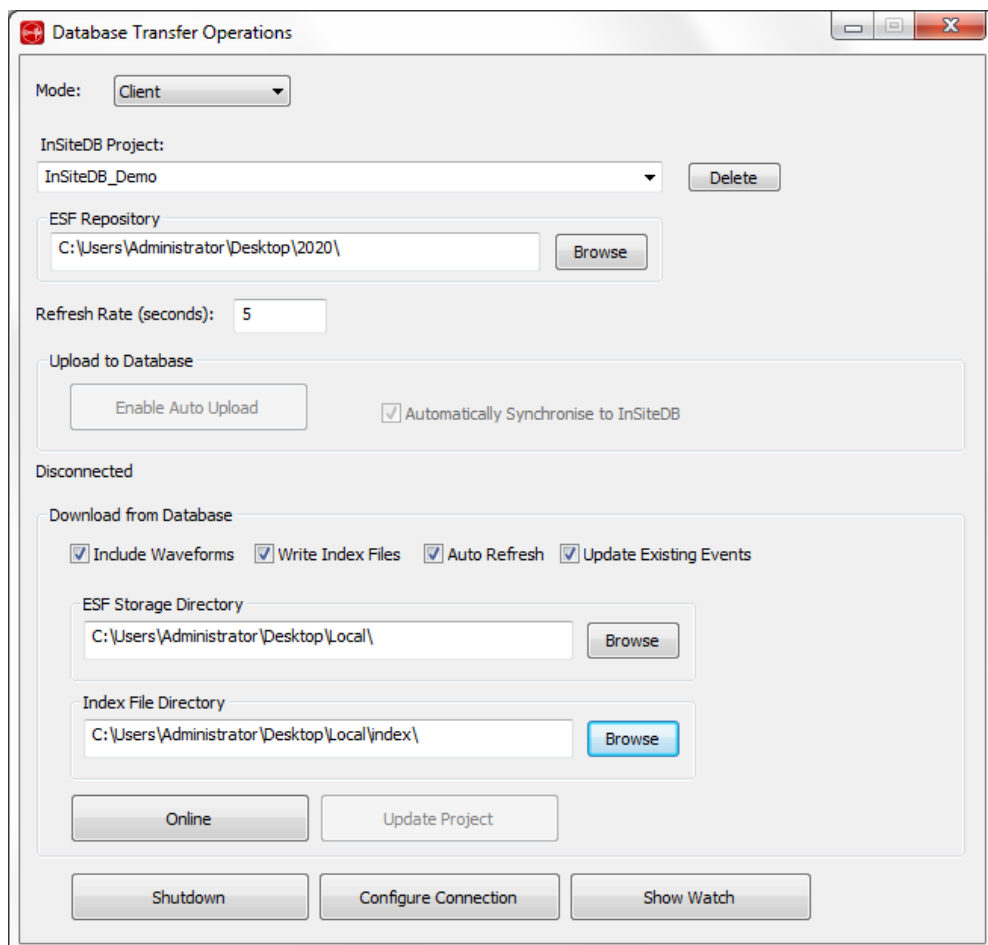 Database Transfer Operations
Mode: Client
InSiteDB Project:
InSiteDB_Demo Delete
ESF Repository
C:\Users\Administrator\Desktop\2020\ Browse
Refresh Rate (seconds): 5
Upload to Database
Enable Auto Upload Automatically Synchronise to InSiteDB
Disconnected
Download from Database
Include Waveforms Write Index Files Auto Refresh Update Existing Events
ESF Storage Directory
C:\Users\Administrator\Desktop\Local\ Browse
Index File Directory
C:\Users\Administrator\Desktop\Local\index\ Browse
Online Update Project
Shutdown Configure Connection Show Watch